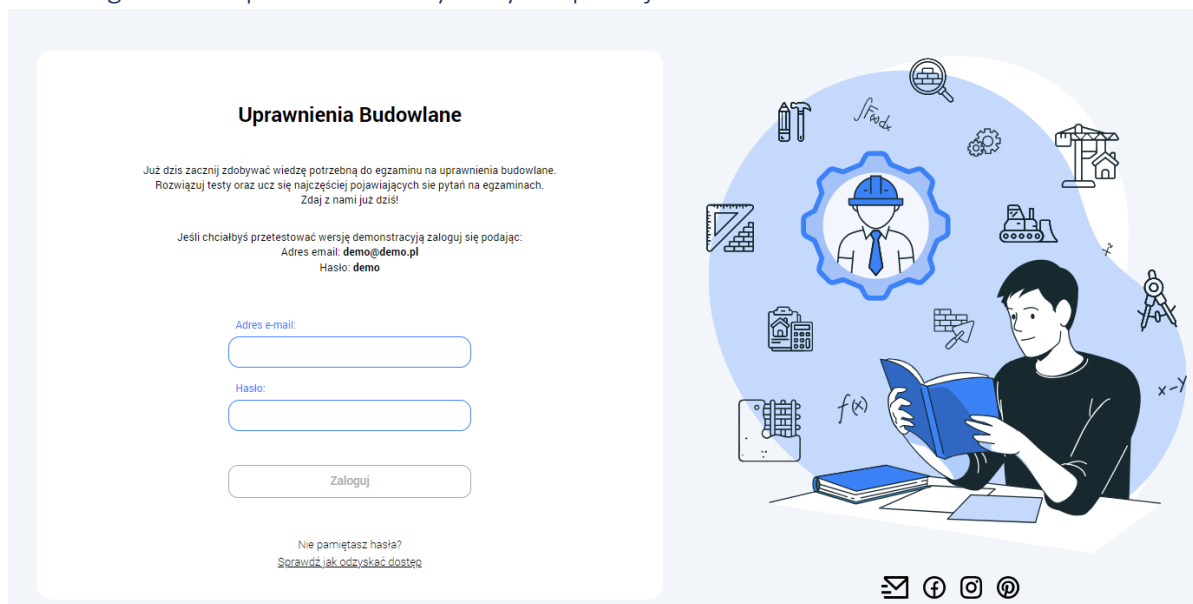 Uprawnienia Budowlane
Już dzis zacznij zdobywać wiedzę potrzebną do egzaminu na uprawnienia budowlane.
Rozwiązuj testy oraz ucz się najczęściej pojawiających sie pytań na egzaminach.
Zdaj z nami już dziś!
Jeśli chciałbyś przetestować wersję demonstracyją zaloguj się podając:
Adres email: demo@demo.pl
Hasło: demo
Adres e-mail:
Hasło:
Zaloguj
Nie pamiętasz hasła?
Sprawdź jak odzyskać dostęp
f(x)
x-y